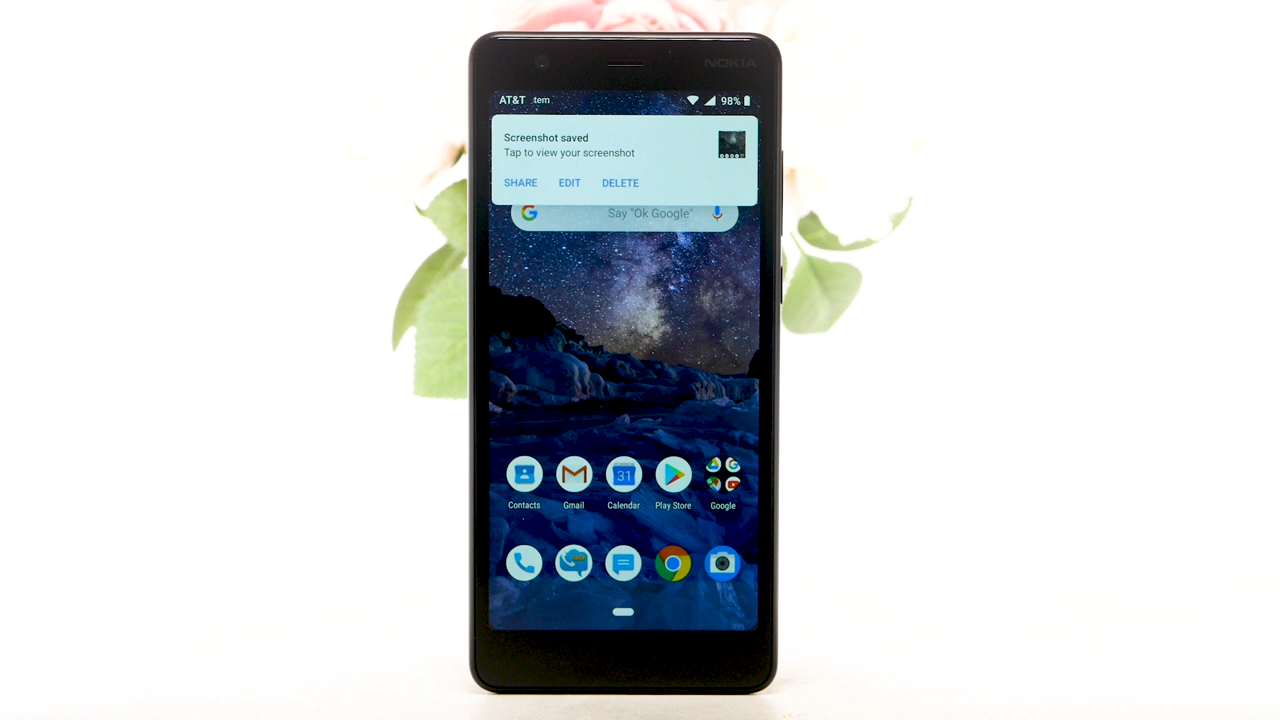 NOKIA
AT&T .tem 98%
Screenshot saved
Tap to view your screenshot
SHARE EDIT DELETE
G Say "Ok Google"
31
Contacts Gmail Calendar Play Store Google